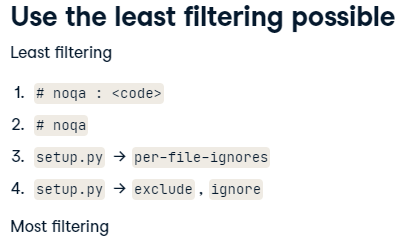 Use the least filtering possible
Least filtering
1. # noqa : <code>
2. # noqa
3. setup.py → per-file-ignores
4. setup.py → exclude , ignore
Most filtering